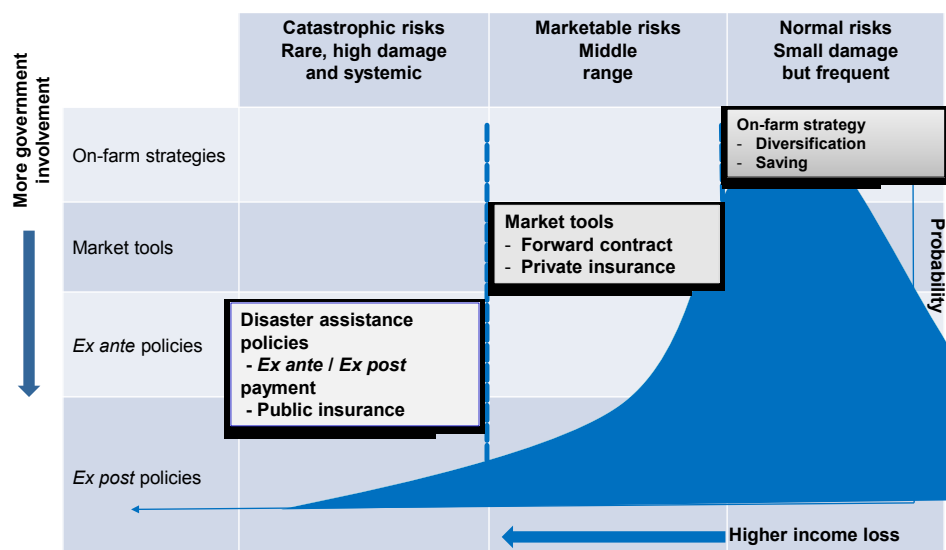 Catastrophic risks
Rare, high damage
and systemic
Marketable risks
Middle
range
Normal risks
Small damage
but frequent
More government
involvement
On-farm strategies
On-farm strategy
- Diversification
- Saving
Market tools
Market tools
- Forward contract
- Private insurance
Probability
Ex ante policies
Disaster assistance
policies
- Ex ante / Ex post
payment
- Public insurance
Ex post policies
Higher income loss